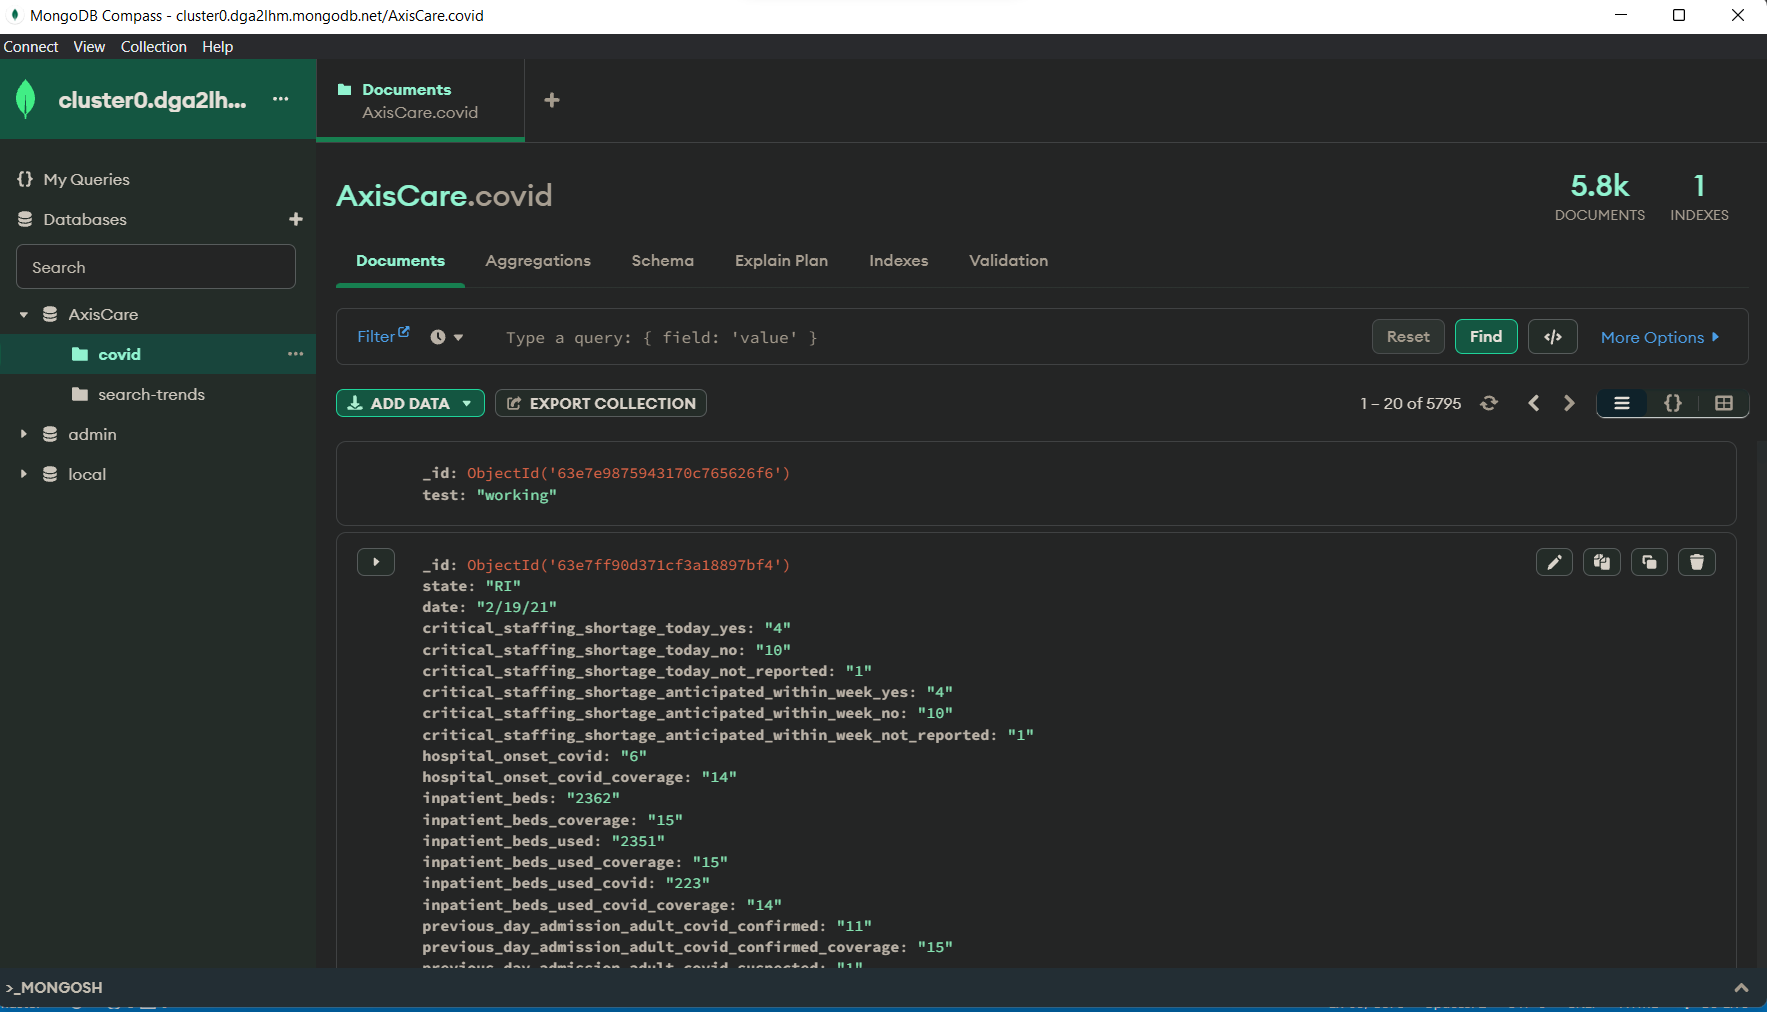 MongoDB Compass - cluster0.dga2lhm.mongodb.net/AxisCare.covid
Connect View Collection Help
cluster0.dga2lh...
Documents
AxisCare.covid
My Queries
Databases
Search
AxisCare
covid
search-trends
admin
local
AxisCare.covid
5.8k
DOCUMENTS
1
INDEXES
Documents Aggregations Schema Explain Plan Indexes Validation
Filter Type a query: { field: 'value' } Reset Find </> More Options
ADD DATA EXPORT COLLECTION 1 – 20 of 5795 {}
_id: ObjectId('63e7e9875943170c765626f6')
test: "working"
_id: ObjectId('63e7ff90d371cf3a18897bf4')
state: "RI"
date: "2/19/21"
critical_staffing_shortage_today_yes: "4"
critical_staffing_shortage_today_no: "10"
critical_staffing_shortage_today_not_reported: "1"
critical_staffing_shortage_anticipated_within_week_yes: "4"
critical_staffing_shortage_anticipated_within_week_no: "10"
critical_staffing_shortage_anticipated_within_week_not_reported: "1"
hospital_onset_covid: "6"
hospital_onset_covid_coverage: "14"
inpatient_beds: "2362"
inpatient_beds_coverage: "15"
inpatient_beds_used: "2351"
inpatient_beds_used_coverage: "15"
inpatient_beds_used_covid: "223"
inpatient_beds_used_covid_coverage: "14"
previous_day_admission_adult_covid_confirmed: "11"
previous_day_admission_adult_covid_confirmed_coverage: "15"
previous_day_admission_adult_covid_suspected: "1"
>_MONGOSH